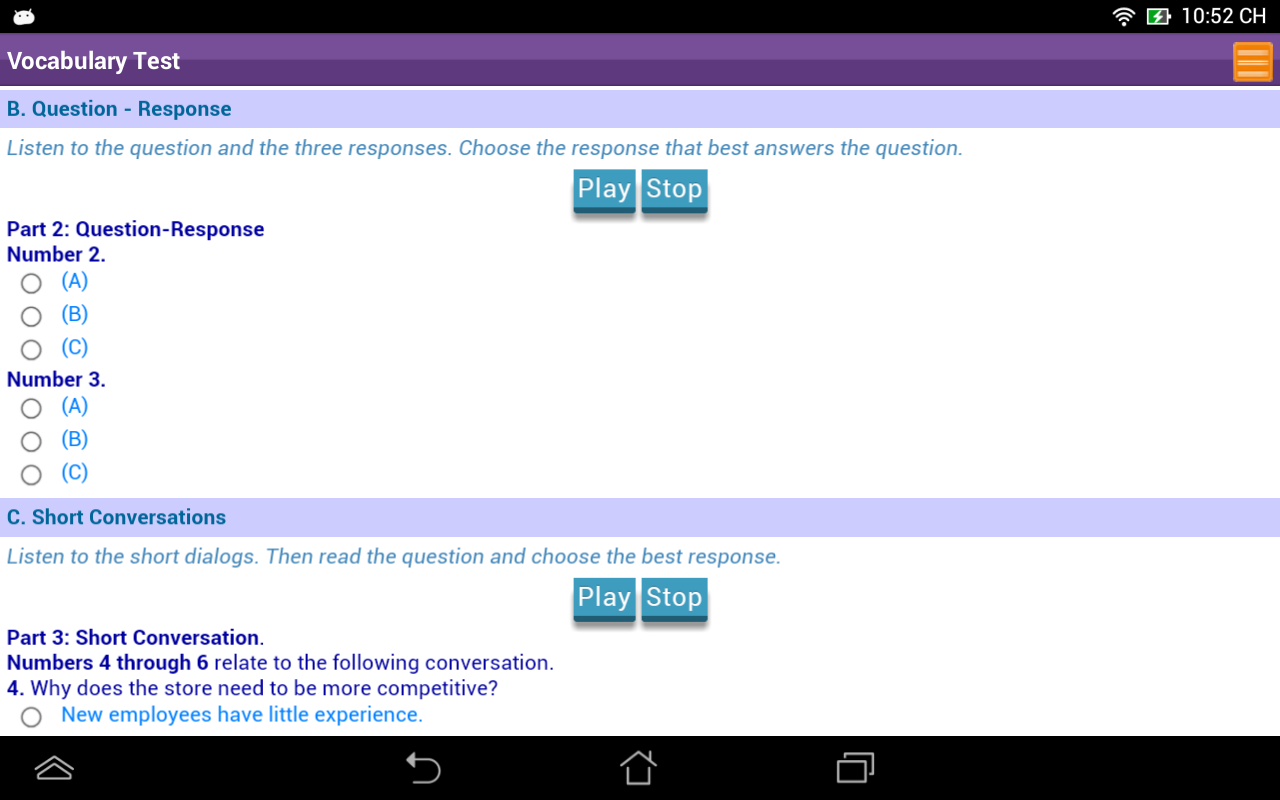 10:52 CH
Vocabulary Test
B. Question - Response
Listen to the question and the three responses. Choose the response that best answers the question.
Play Stop
Part 2: Question-Response
Number 2.
(A)
(B)
(C)
Number 3.
(A)
(B)
(C)
C. Short Conversations
Listen to the short dialogs. Then read the question and choose the best response.
Play Stop
Part 3: Short Conversation.
Numbers 4 through 6 relate to the following conversation.
4. Why does the store need to be more competitive?
New employees have little experience.